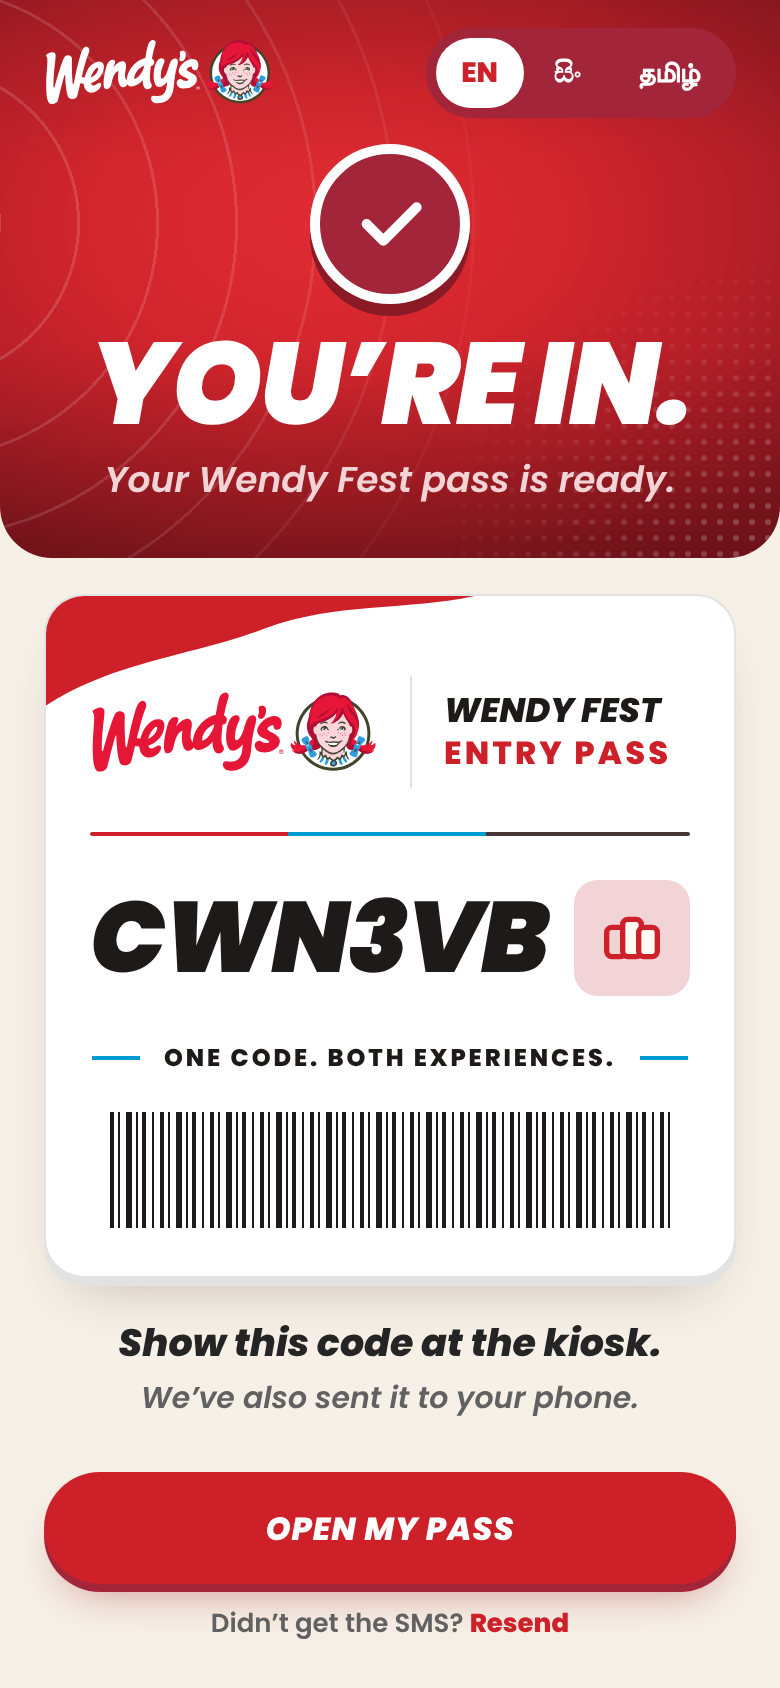 Wendy's
EN සිං தமிழ்
YOU'RE IN.
Your Wendy Fest pass is ready.
Wendy's
WENDY FEST
ENTRY PASS
CWN3VB
ONE CODE. BOTH EXPERIENCES.
Show this code at the kiosk.
We've also sent it to your phone.
OPEN MY PASS
Didn't get the SMS? Resend